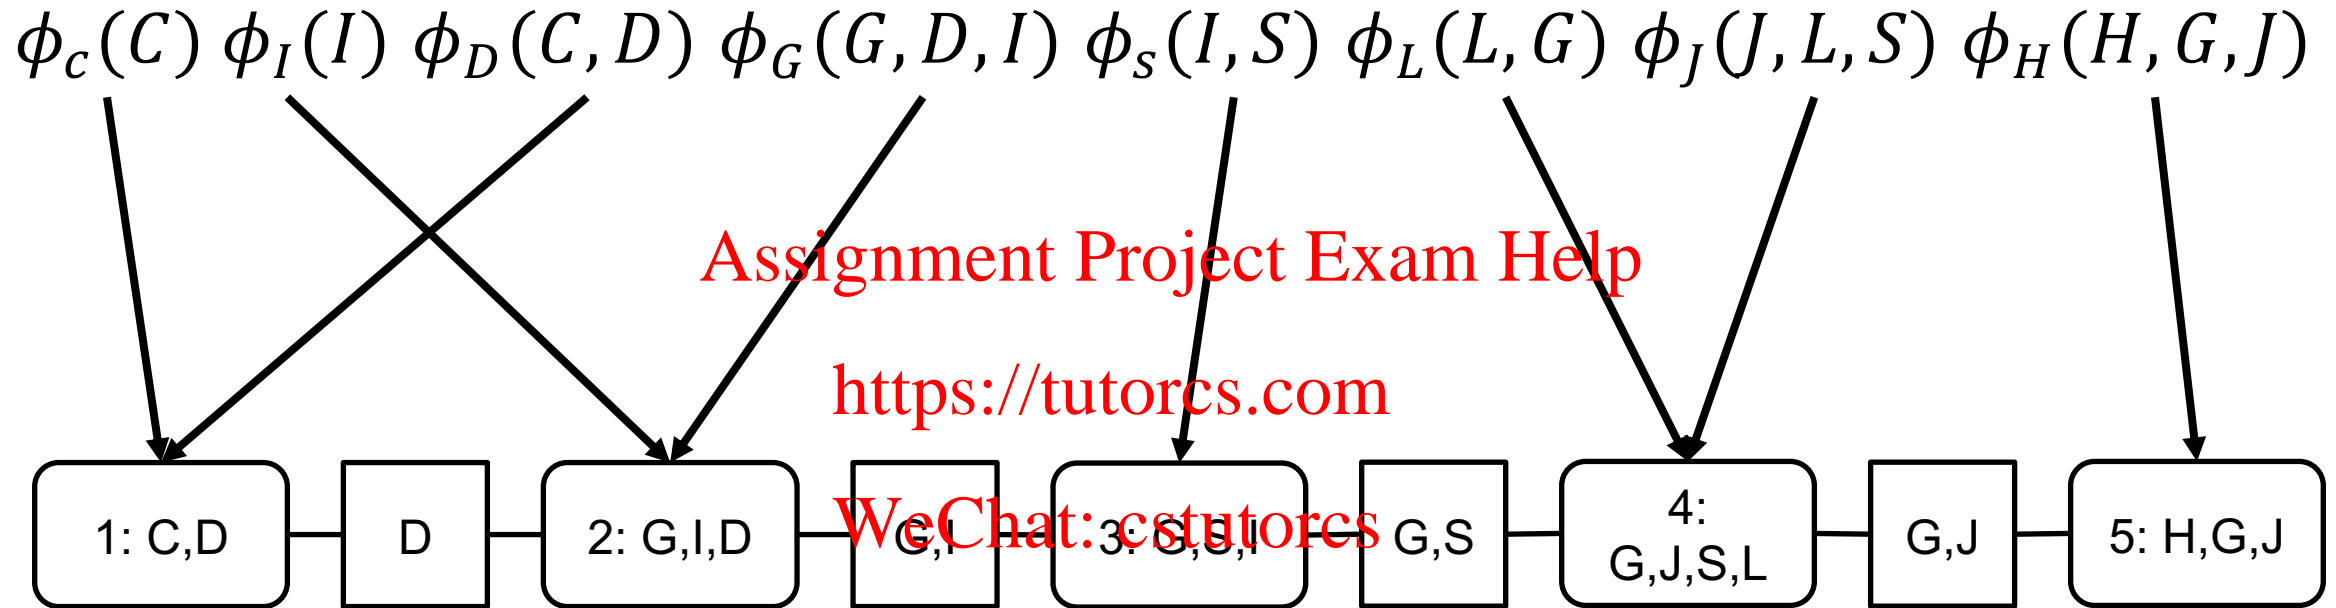 ϕ_c(C) ϕ_I(I) ϕ_D(C, D) ϕ_G(G, D, I) ϕ_s(I, S) ϕ_L(L, G) ϕ_J(J, L, S) ϕ_H(H, G, J)
Assignment Project Exam Help
https://tutorcs.com
WeChat: cstutorcs
1: C,D
D
2: G,I,D
G,I
3: G,S,I
G,S
4:
G,J,S,L
G,J
5: H,G,J